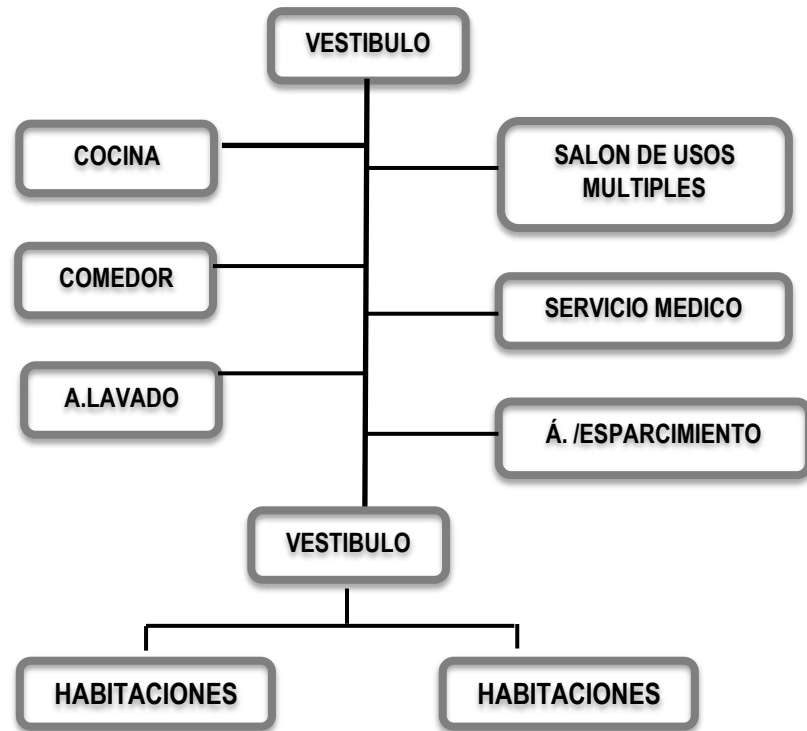 VESTIBULO
COCINA
SALON DE USOS
MULTIPLES
COMEDOR
SERVICIO MEDICO
A.LAVADO
Á. /ESPARCIMIENTO
VESTIBULO
HABITACIONES
HABITACIONES